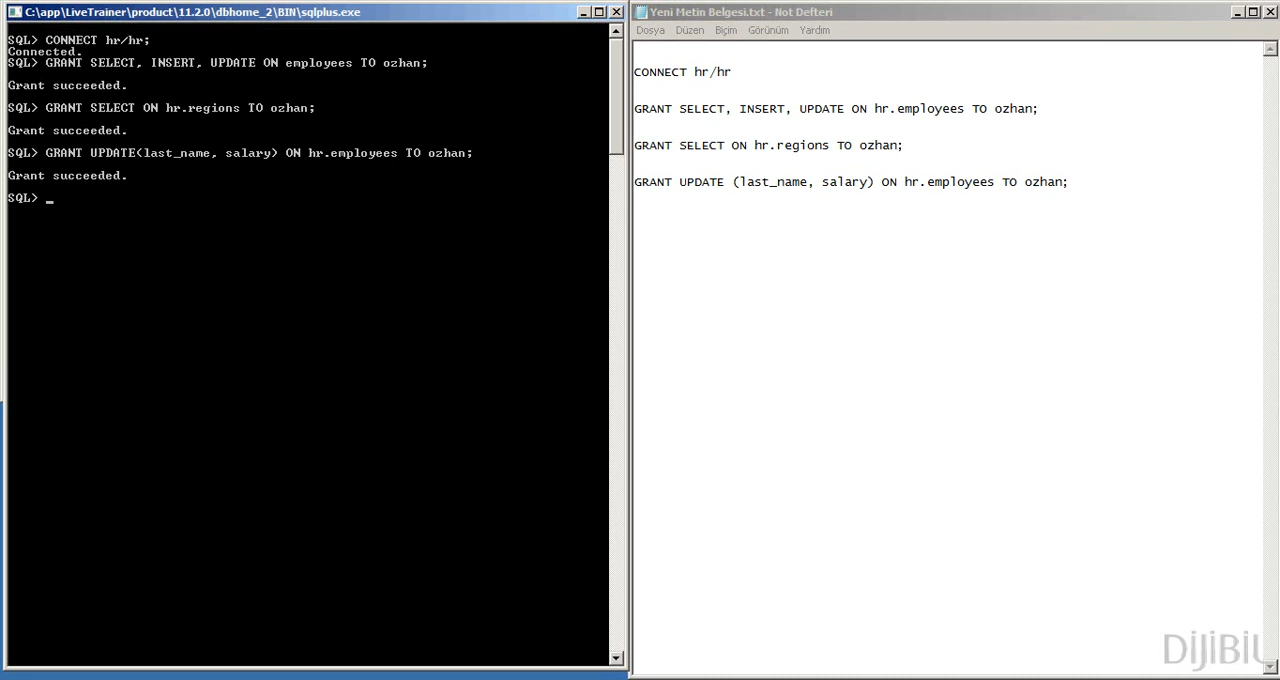 C:\app\LiveTrainer\product\11.2.0\dbhome_2\BIN\sqlplus.exe
SQL> CONNECT hr/hr;
Connected.
SQL> GRANT SELECT, INSERT, UPDATE ON employees TO ozhan;
Grant succeeded.
SQL> GRANT SELECT ON hr.regions TO ozhan;
Grant succeeded.
SQL> GRANT UPDATE(last_name, salary) ON hr.employees TO ozhan;
Grant succeeded.
SQL> _
Yeni Metin Belgesi.txt - Not Defteri
Dosya Düzen Biçim Görünüm Yardım
CONNECT hr/hr
GRANT SELECT, INSERT, UPDATE ON hr.employees TO ozhan;
GRANT SELECT ON hr.regions TO ozhan;
GRANT UPDATE (last_name, salary) ON hr.employees TO ozhan;